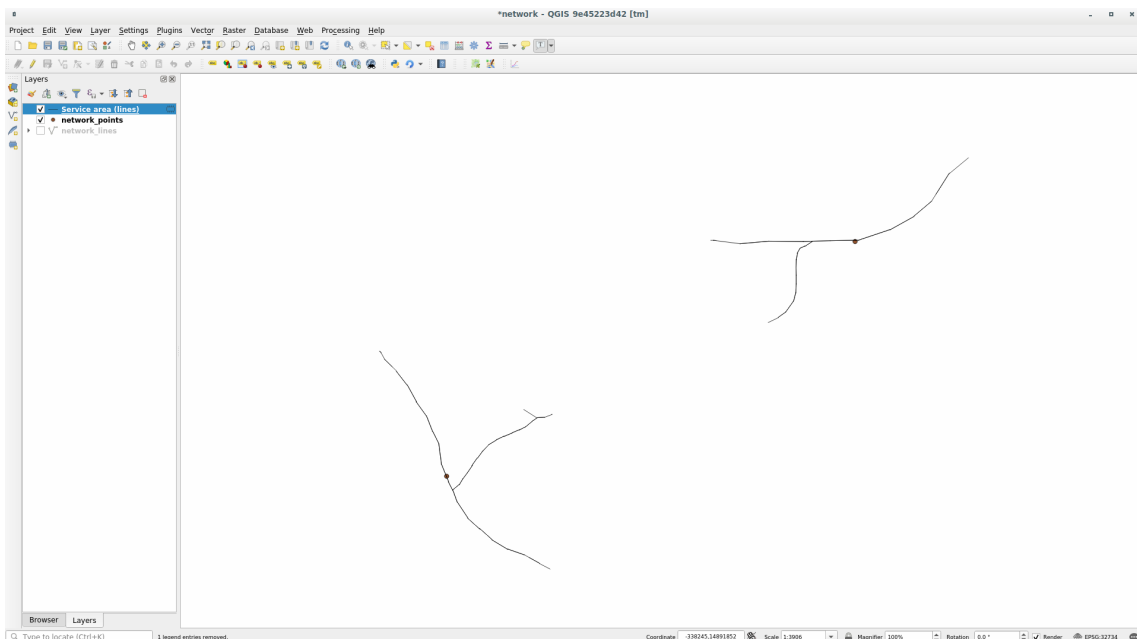 *network - QGIS 9e45223d42 [tm]
Project Edit View Layer Settings Plugins Vector Raster Database Web Processing Help
Layers
Service area (lines)
network_points
network_lines
Browser Layers
Type to locate (Ctrl+K) 1 legend entries removed. Coordinate -338245,14891852 Scale 1:3906 Magnifier 100% Rotation 0.0 ° Render EPSG:32734